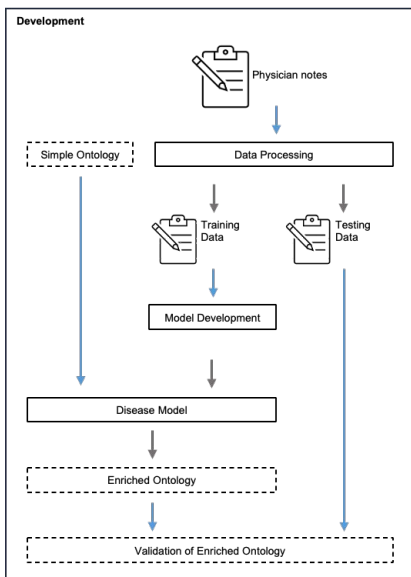 Development
Physician notes
Simple Ontology
Data Processing
Training
Data
Testing
Data
Model Development
Disease Model
Enriched Ontology
Validation of Enriched Ontology